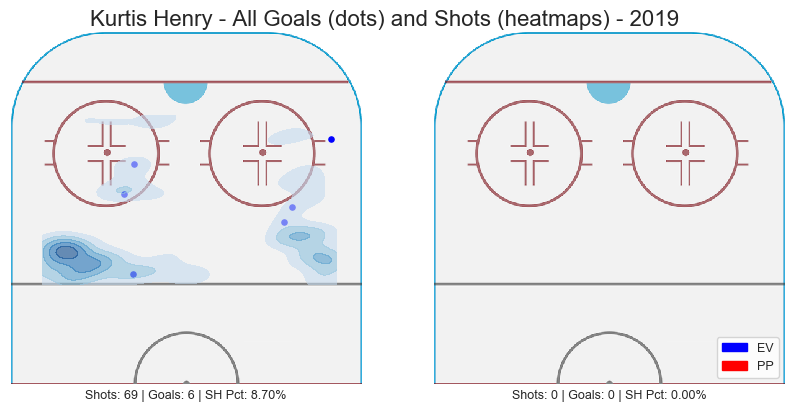 Kurtis Henry - All Goals (dots) and Shots (heatmaps) - 2019
EV
PP
Shots: 69 | Goals: 6 | SH Pct: 8.70%
Shots: 0 | Goals: 0 | SH Pct: 0.00%